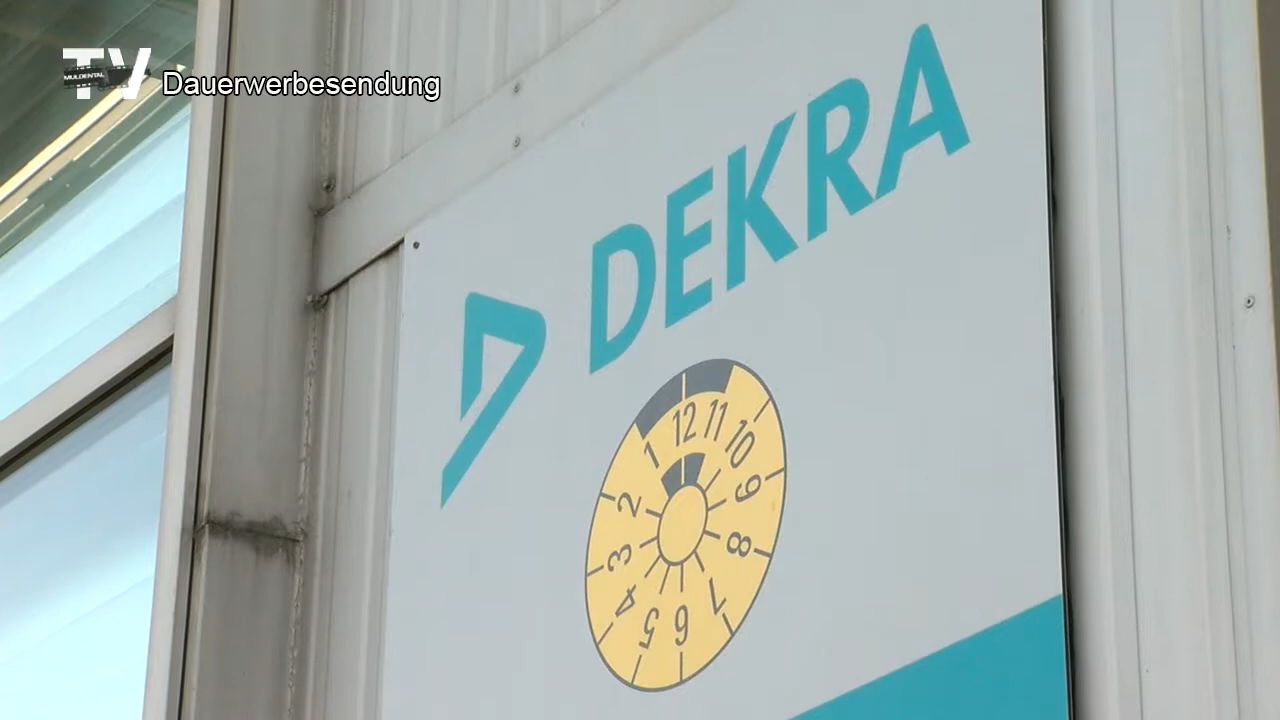 TV
MULDENTAL
Dauerwerbesendung
DEKRA
1 12 11 10 9 8 7 6 5 4 3 2